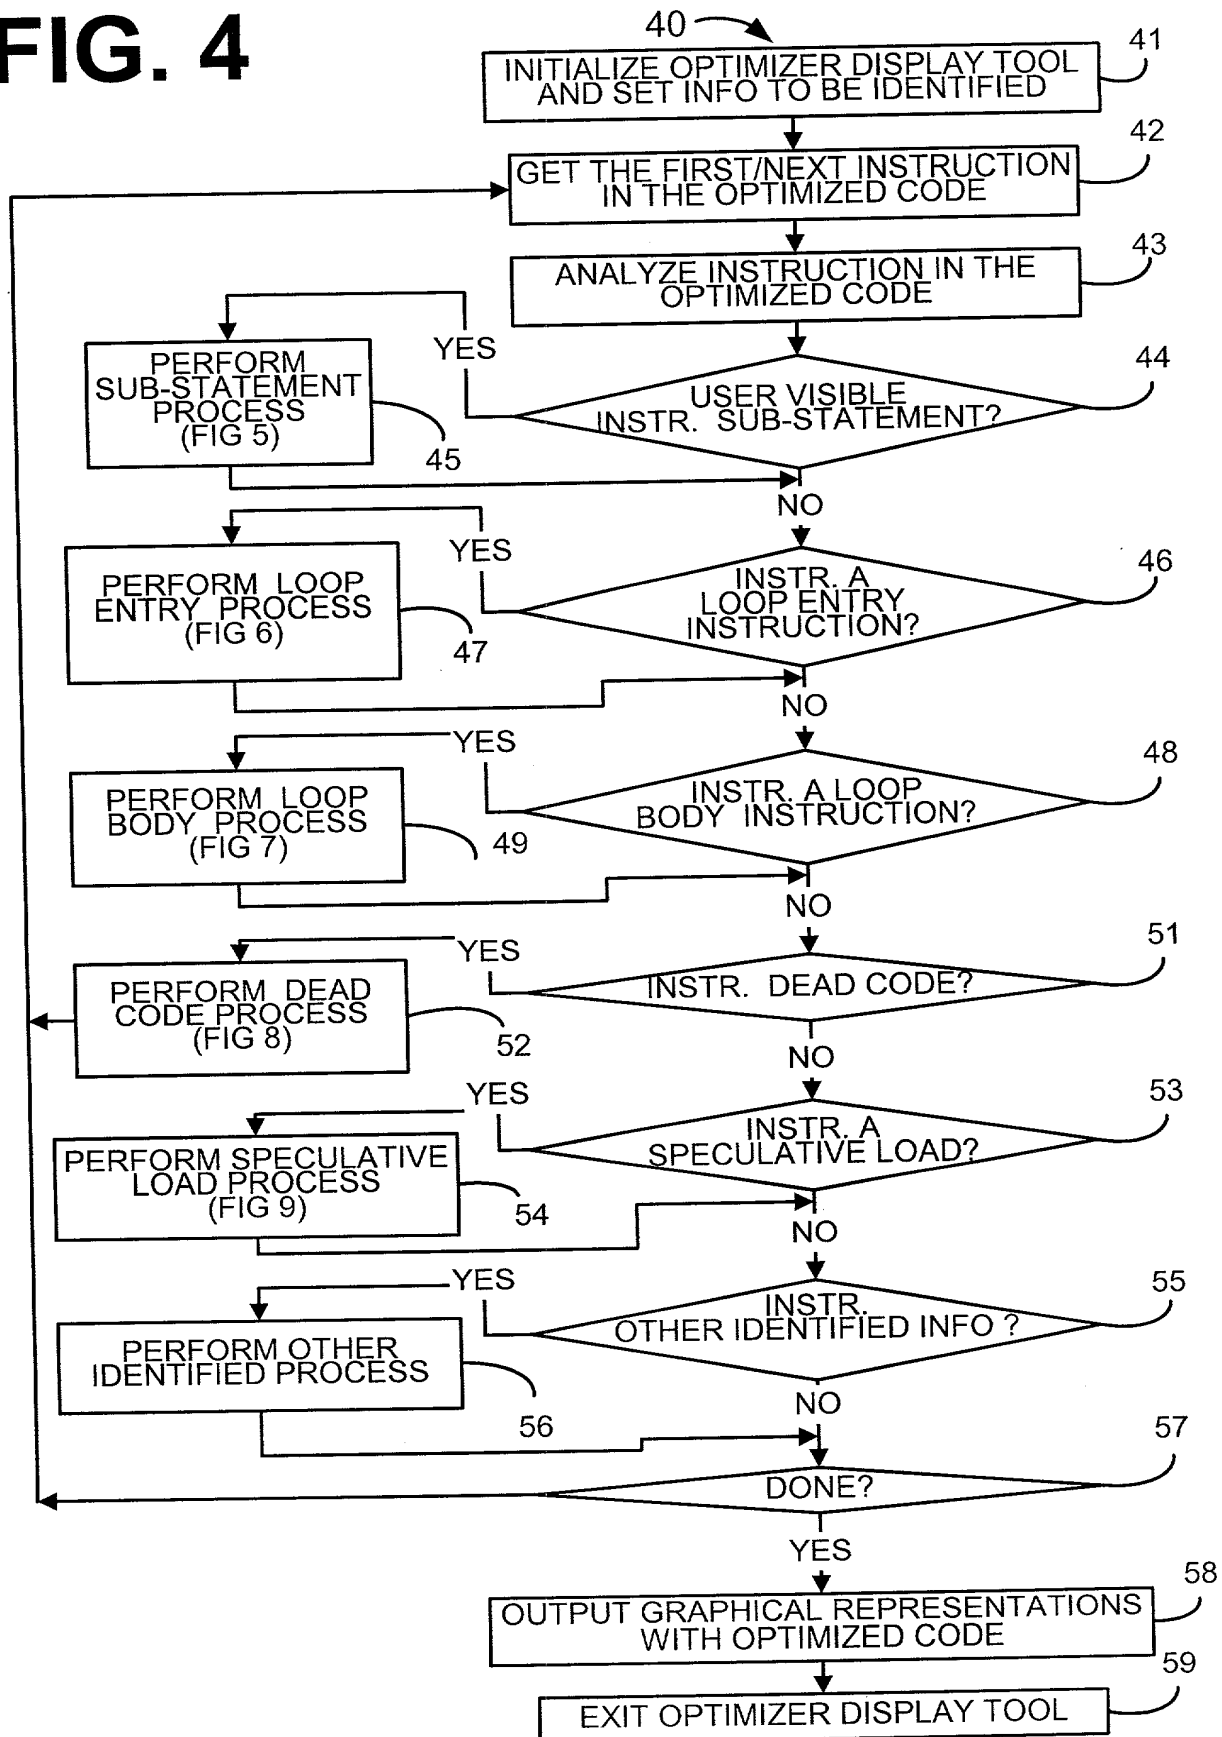 FIG. 4
40
INITIALIZE OPTIMIZER DISPLAY TOOL
AND SET INFO TO BE IDENTIFIED
41
GET THE FIRST/NEXT INSTRUCTION
IN THE OPTIMIZED CODE
42
ANALYZE INSTRUCTION IN THE
OPTIMIZED CODE
43
USER VISIBLE
INSTR. SUB-STATEMENT?
44
YES
PERFORM
SUB-STATEMENT
PROCESS
(FIG 5)
45
NO
INSTR. A
LOOP ENTRY
INSTRUCTION?
46
YES
PERFORM LOOP
ENTRY PROCESS
(FIG 6)
47
NO
INSTR. A LOOP
BODY INSTRUCTION?
48
YES
PERFORM LOOP
BODY PROCESS
(FIG 7)
49
NO
INSTR. DEAD CODE?
51
YES
PERFORM DEAD
CODE PROCESS
(FIG 8)
52
NO
INSTR. A
SPECULATIVE LOAD?
53
YES
PERFORM SPECULATIVE
LOAD PROCESS
(FIG 9)
54
NO
INSTR.
OTHER IDENTIFIED INFO ?
55
YES
PERFORM OTHER
IDENTIFIED PROCESS
56
NO
DONE?
57
YES
OUTPUT GRAPHICAL REPRESENTATIONS
WITH OPTIMIZED CODE
58
EXIT OPTIMIZER DISPLAY TOOL
59